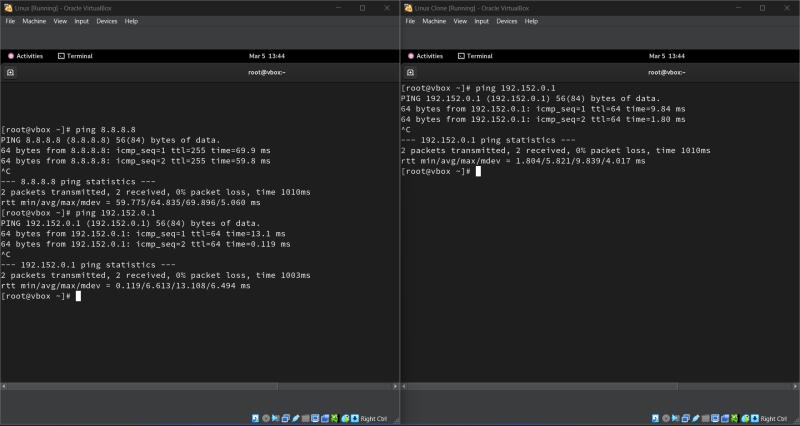 Linux [Running] - Oracle VirtualBox
File Machine View Input Devices Help
Activities Terminal Mar 5 13:44
root@vbox:~
[root@vbox ~]# ping 8.8.8.8
PING 8.8.8.8 (8.8.8.8) 56(84) bytes of data.
64 bytes from 8.8.8.8: icmp_seq=1 ttl=255 time=69.9 ms
64 bytes from 8.8.8.8: icmp_seq=2 ttl=255 time=59.8 ms
^C
--- 8.8.8.8 ping statistics ---
2 packets transmitted, 2 received, 0% packet loss, time 1010ms
rtt min/avg/max/mdev = 59.775/64.835/69.896/5.060 ms
[root@vbox ~]# ping 192.152.0.1
PING 192.152.0.1 (192.152.0.1) 56(84) bytes of data.
64 bytes from 192.152.0.1: icmp_seq=1 ttl=64 time=13.1 ms
64 bytes from 192.152.0.1: icmp_seq=2 ttl=64 time=0.119 ms
^C
--- 192.152.0.1 ping statistics ---
2 packets transmitted, 2 received, 0% packet loss, time 1003ms
rtt min/avg/max/mdev = 0.119/6.613/13.108/6.494 ms
[root@vbox ~]#
Right Ctrl
Linux Clone [Running] - Oracle VirtualBox
File Machine View Input Devices Help
Activities Terminal Mar 5 13:44
root@vbox:~
[root@vbox ~]# ping 192.152.0.1
PING 192.152.0.1 (192.152.0.1) 56(84) bytes of data.
64 bytes from 192.152.0.1: icmp_seq=1 ttl=64 time=9.84 ms
64 bytes from 192.152.0.1: icmp_seq=2 ttl=64 time=1.80 ms
^C
--- 192.152.0.1 ping statistics ---
2 packets transmitted, 2 received, 0% packet loss, time 1010ms
rtt min/avg/max/mdev = 1.804/5.821/9.839/4.017 ms
[root@vbox ~]#
Right Ctrl